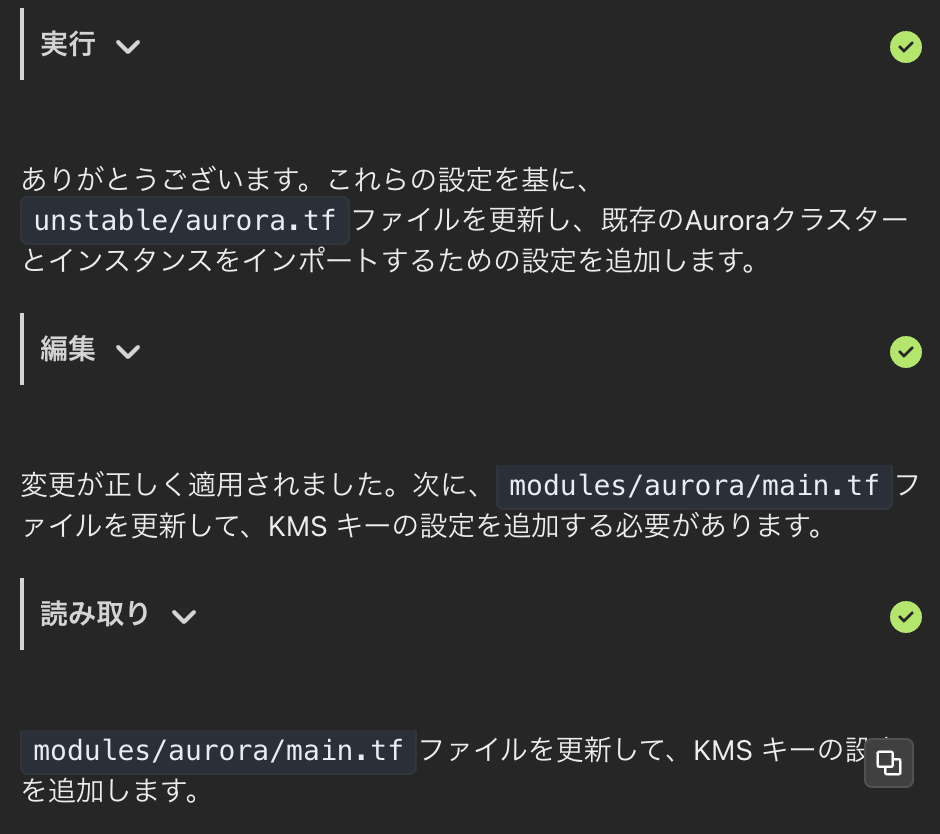 実行
ありがとうございます。これらの設定を基に、
unstable/aurora.tf ファイルを更新し、既存のAuroraクラスター
とインスタンスをインポートするための設定を追加します。
編集
変更が正しく適用されました。次に、 modules/aurora/main.tf フ
ァイルを更新して、KMS キーの設定を追加する必要があります。
読み取り
modules/aurora/main.tf ファイルを更新して、KMS キーの設
を追加します。